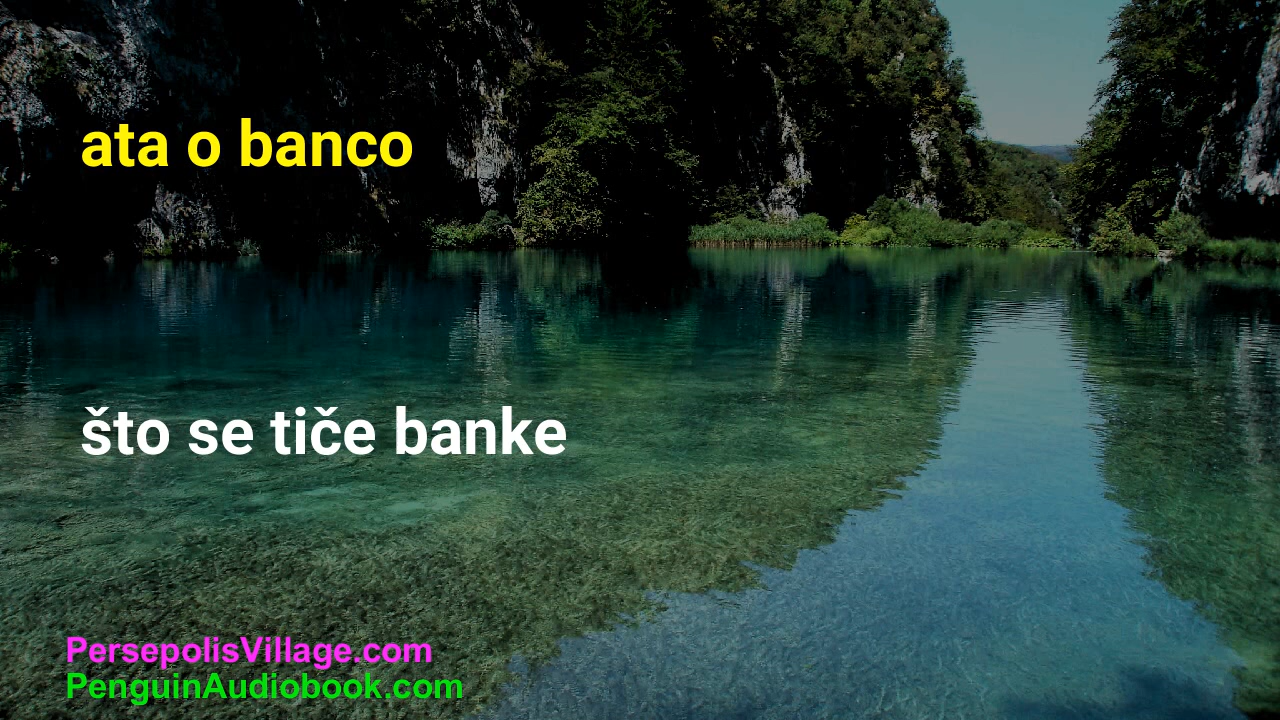 ata o banco
što se tiče banke
PersepolisVillage.com
PenguinAudiobook.com